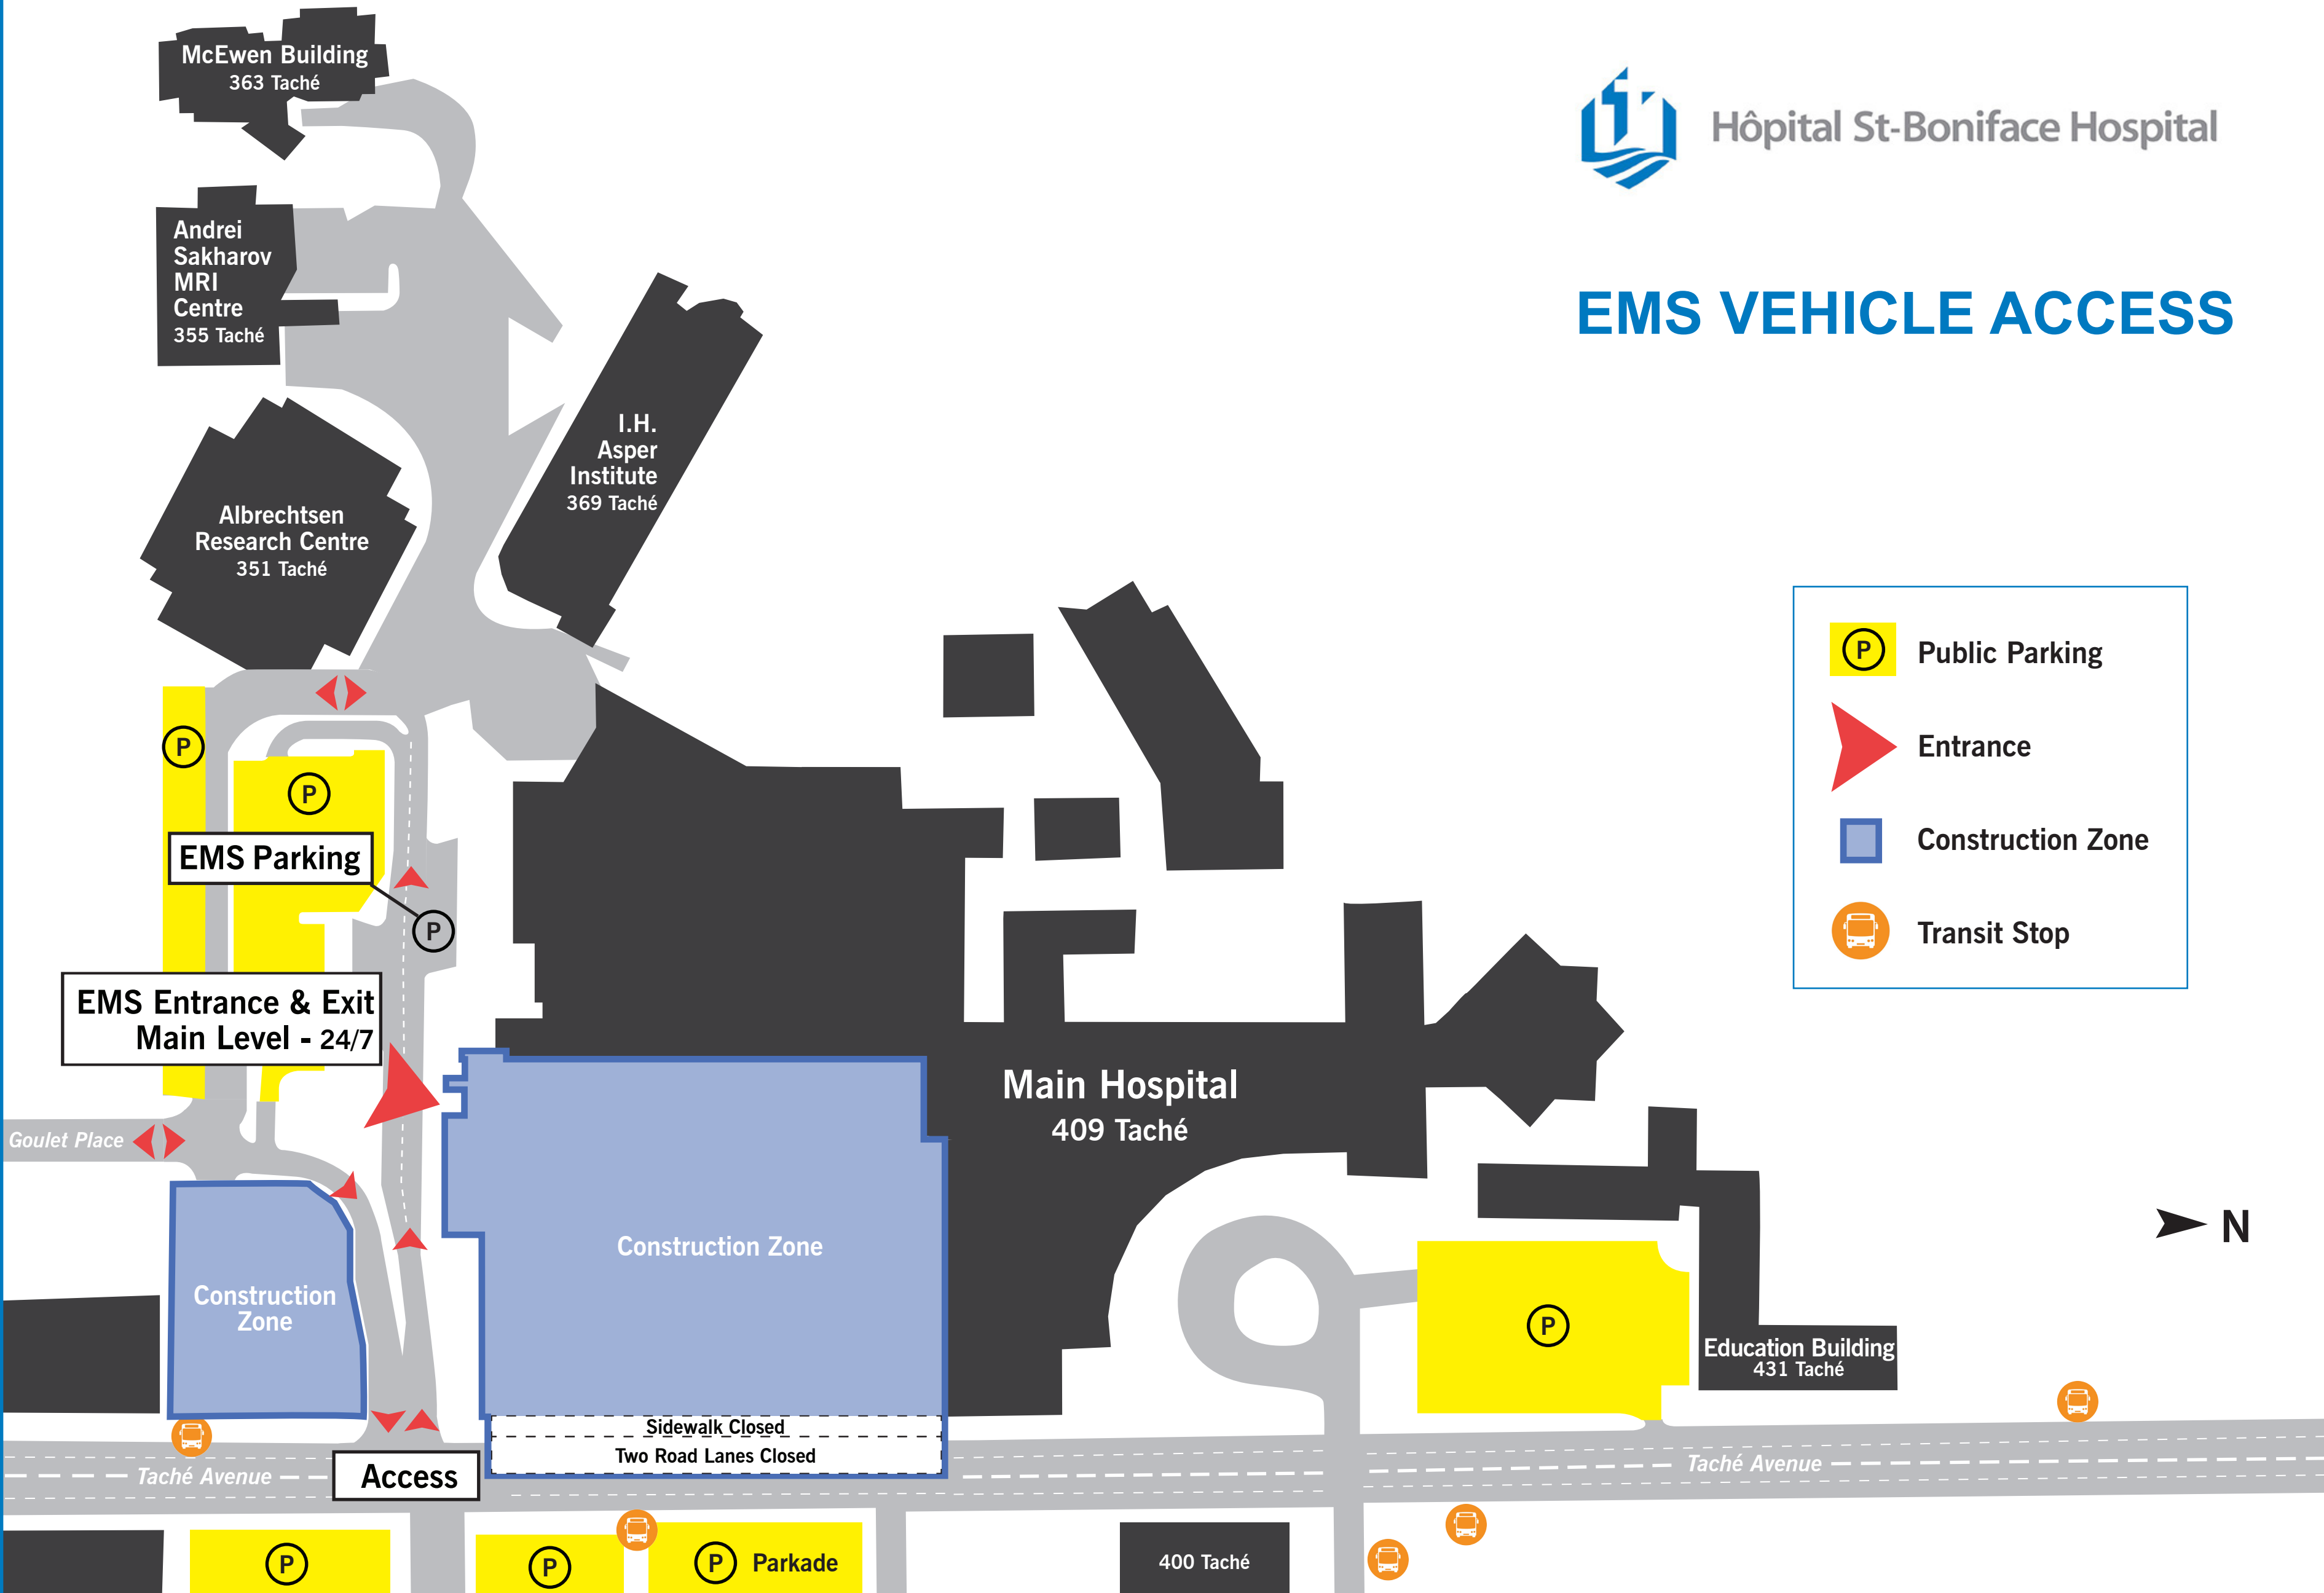 McEwen Building
363 Taché
Hôpital St-Boniface Hospital
EMS VEHICLE ACCESS
Andrei
Sakharov
MRI
Centre
355 Taché
I.H.
Asper
Institute
369 Taché
Albrechtsen
Research Centre
351 Taché
P
Public Parking
Entrance
Construction Zone
Transit Stop
P
P
EMS Parking
P
EMS Entrance & Exit
Main Level - 24/7
Main Hospital
409 Taché
Goulet Place
N
Construction Zone
Construction
Zone
P
Education Building
431 Taché
Sidewalk Closed
Two Road Lanes Closed
Taché Avenue
Access
Taché Avenue
P
P
P
Parkade
400 Taché